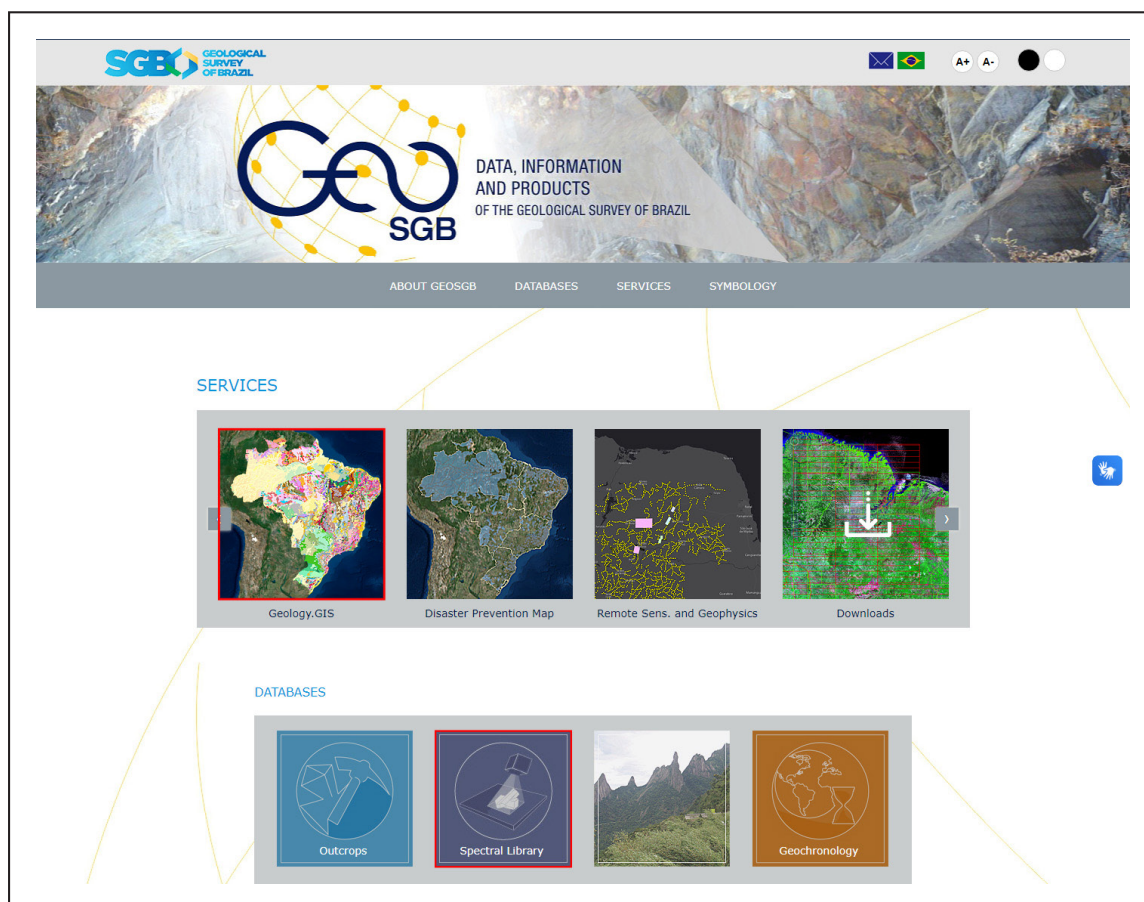 SGB GEOLOGICAL
SURVEY
OF BRAZIL
A+ A-
Geo
SGB
DATA, INFORMATION
AND PRODUCTS
OF THE GEOLOGICAL SURVEY OF BRAZIL
ABOUT GEOSGB DATABASES SERVICES SYMBOLOGY
SERVICES
Geology.GIS Disaster Prevention Map Remote Sens. and Geophysics Downloads
DATABASES
Outcrops Spectral Library Geochronology